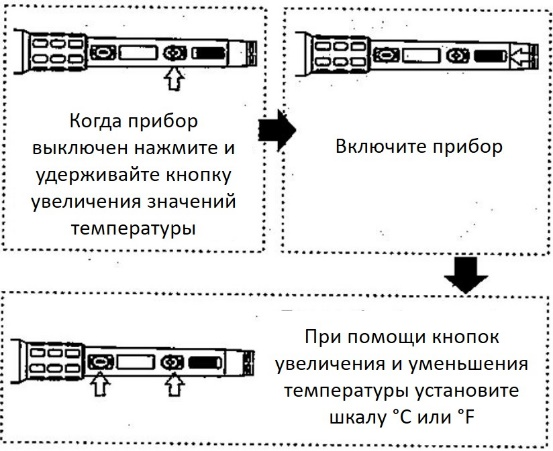 Когда прибор
выключен нажмите и
удерживайте кнопку
увеличения значений
температуры
Включите прибор
При помощи кнопок
увеличения и уменьшения
температуры установите
шкалу °C или °F